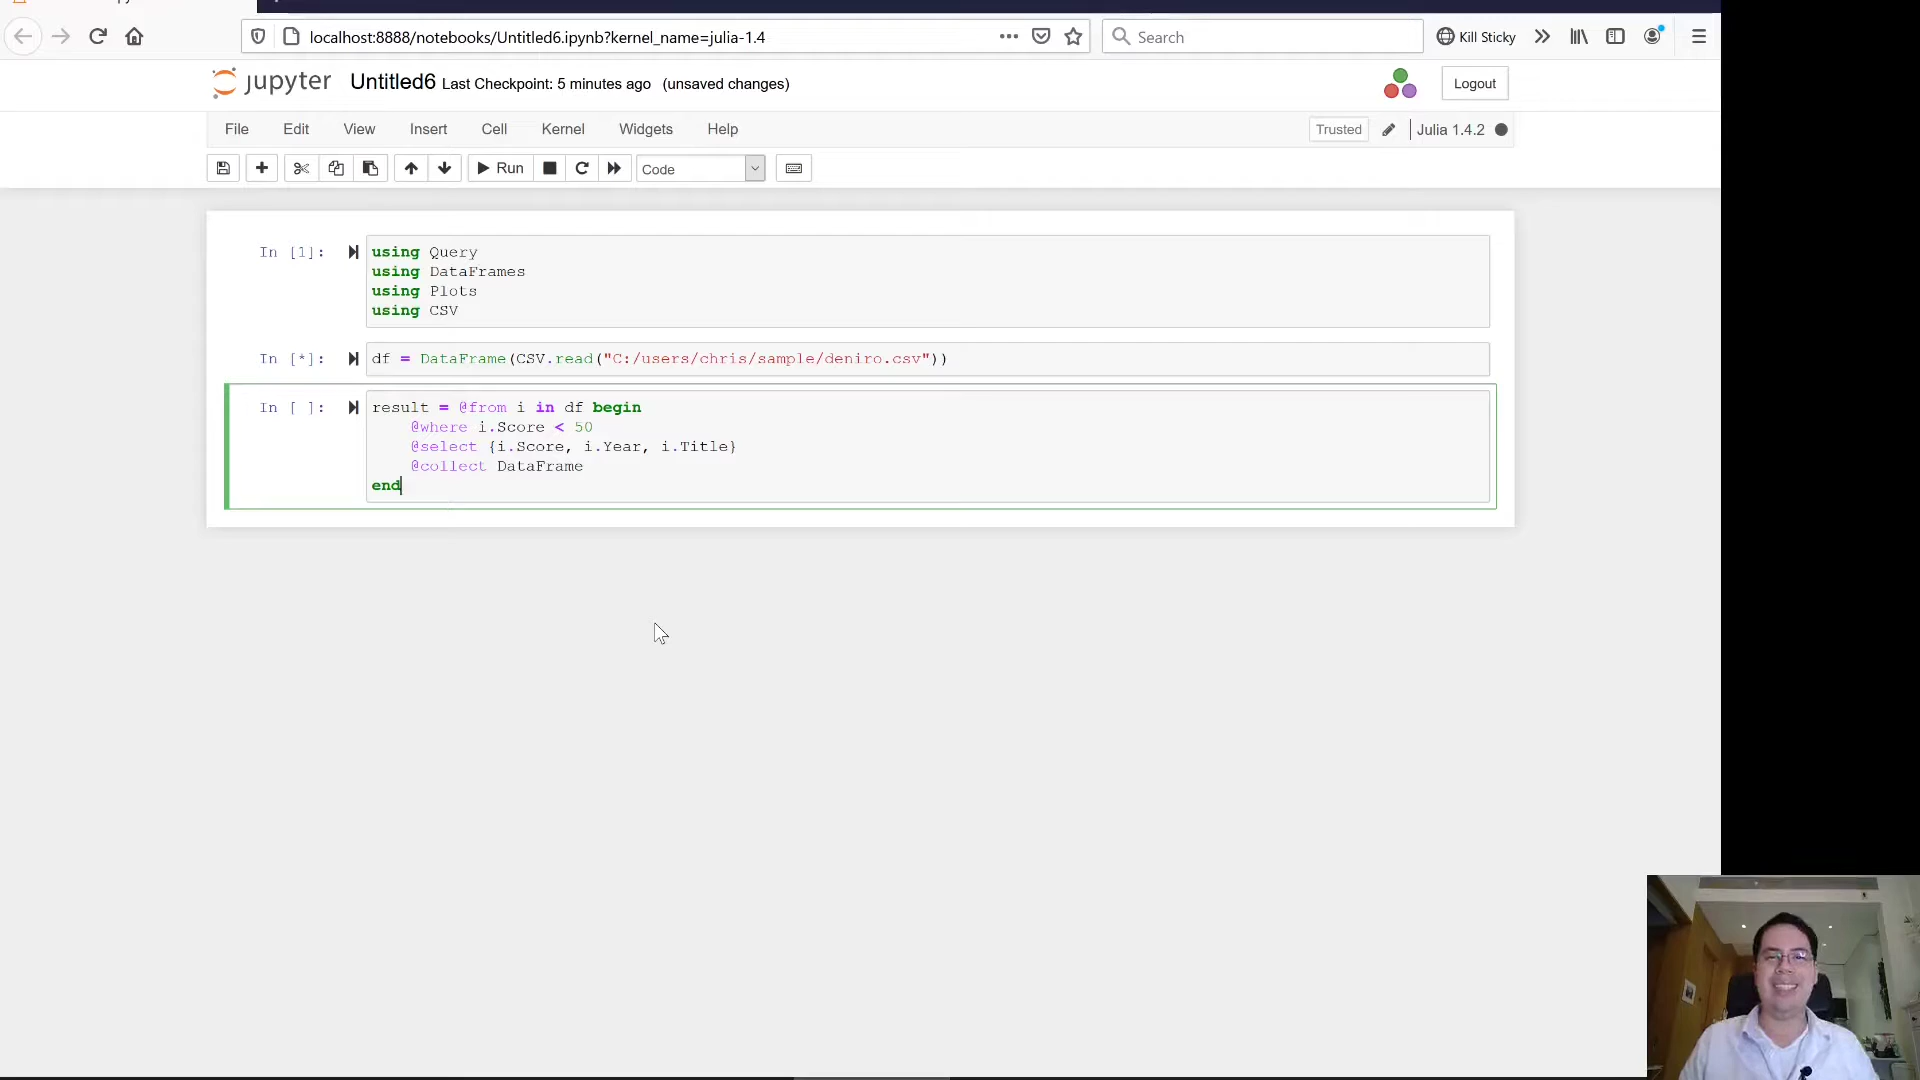 localhost:8888/notebooks/Untitled6.ipynb?kernel_name=julia-1.4
Search
Kill Sticky
jupyter Untitled6 Last Checkpoint: 5 minutes ago (unsaved changes)
Logout
File Edit View Insert Cell Kernel Widgets Help
Trusted
Julia 1.4.2
Run
Code
In [1]:
using Query
using DataFrames
using Plots
using CSV
In [*]:
df = DataFrame(CSV.read("C:/users/chris/sample/deniro.csv"))
In [ ]:
result = @from i in df begin
@where i.Score < 50
@select {i.Score, i.Year, i.Title}
@collect DataFrame
end